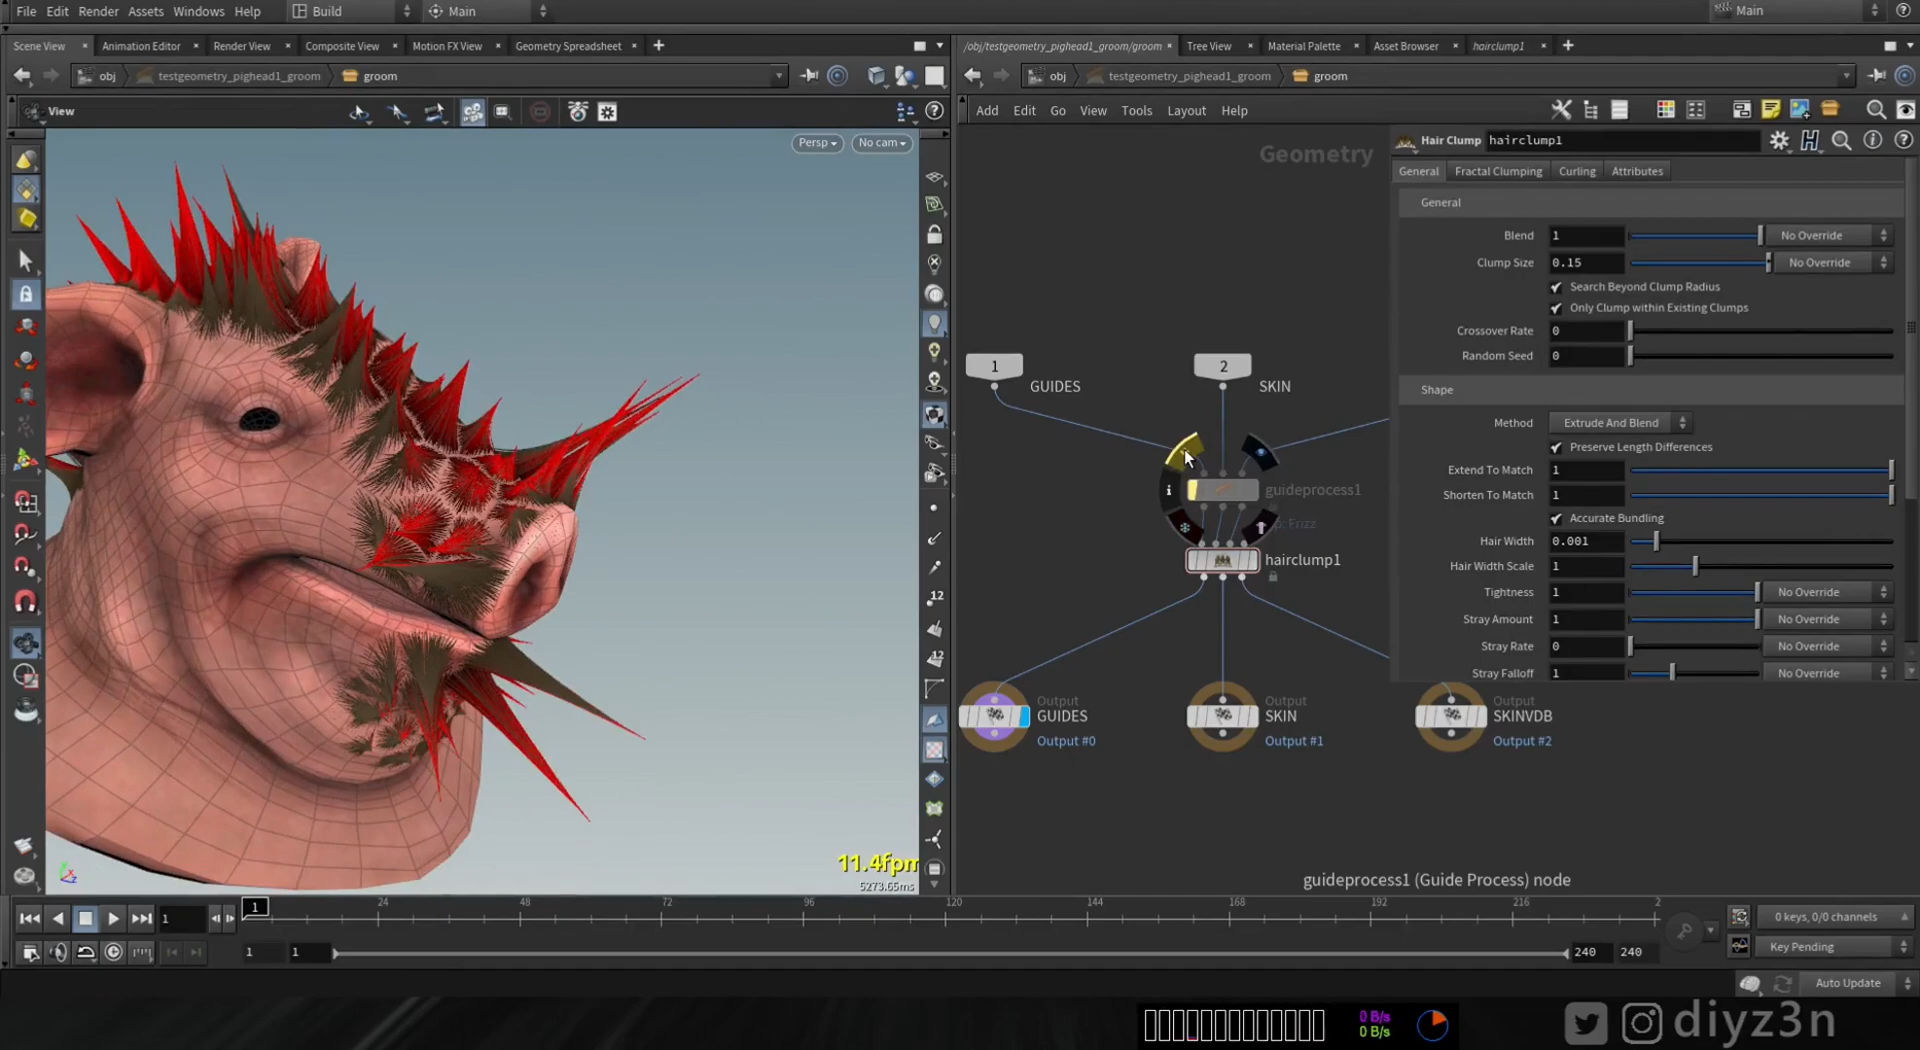 File Edit Render Assets Windows Help Build Main Main
Scene View Animation Editor Render View Composite View Motion FX View Geometry Spreadsheet
/obj/testgeometry_pighead1_groom/groom Tree View Material Palette Asset Browser hairclump1
obj testgeometry_pighead1_groom groom
obj testgeometry_pighead1_groom groom
View
Add Edit Go View Tools Layout Help
Persp No cam
Geometry
Hair Clump hairclump1
General Fractal Clumping Curling Attributes
General
Blend 1 No Override
Clump Size 0.15 No Override
Search Beyond Clump Radius
Only Clump within Existing Clumps
Crossover Rate 0
Random Seed 0
Shape
Method Extrude And Blend
Preserve Length Differences
Extend To Match 1
Shorten To Match 1
Accurate Bundling
Hair Width 0.001
Hair Width Scale 1
Tightness 1 No Override
Stray Amount 1 No Override
Stray Rate 0 No Override
Stray Falloff 1 No Override
1
GUIDES
2
SKIN
guideprocess1
p: Frizz
hairclump1
Output
GUIDES
Output #0
Output
SKIN
Output #1
Output
SKINVDB
Output #2
12
12
11.4fp
5273.65ms
guideprocess1 (Guide Process) node
1 1 24 48 72 96 120 144 168 192 216 2
0 keys, 0/0 channels
1 1 240 240
Key Pending
Auto Update
0 B/s
0 B/s
diyz3n